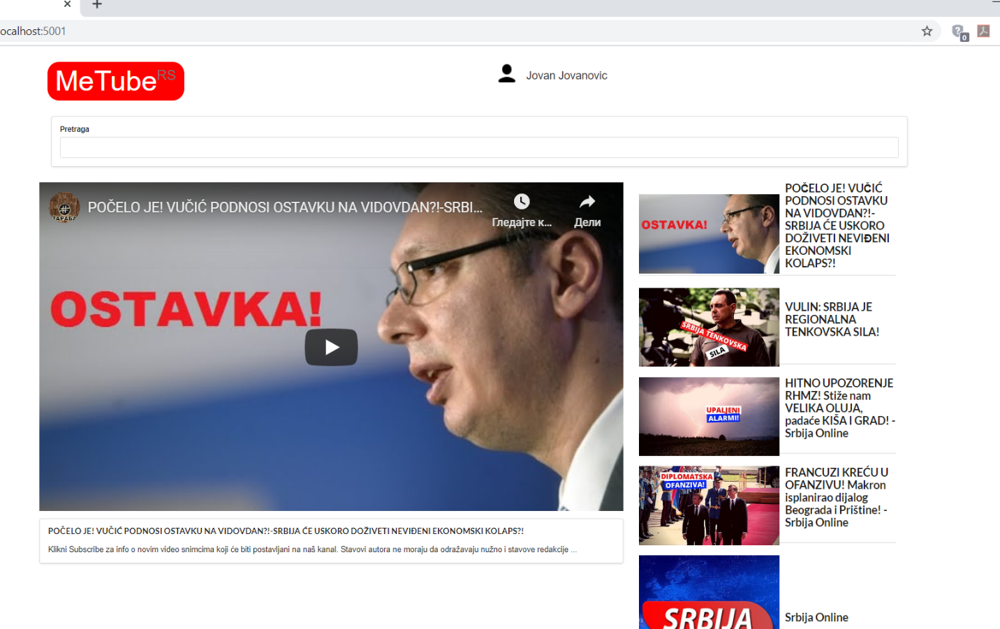 ocalhost:5001
MeTubeRS
Jovan Jovanovic
Pretraga
POČELO JE! VUČIĆ PODNOSI OSTAVKU NA VIDOVDAN?!-SRBI...
Гледајте к...
Дели
OSTAVKA!
POČELO JE! VUČIĆ PODNOSI OSTAVKU NA VIDOVDAN?!-SRBIJA ĆE USKORO DOŽIVETI NEVIĐENI EKONOMSKI KOLAPS?!
Klikni Subscribe za info o novim video snimcima koji će biti postavljani na naš kanal. Stavovi autora ne moraju da odražavaju nužno i stavove redakcije ...
OSTAVKA!
POČELO JE! VUČIĆ
PODNOSI OSTAVKU
NA VIDOVDAN?!-
SRBIJA ĆE USKORO
DOŽIVETI NEVIĐENI
EKONOMSKI
KOLAPS?!
SRBIJA TENKOVSKA
SILA
VULIN: SRBIJA JE
REGIONALNA
TENKOVSKA SILA!
UPALJENI
ALARMI!
HITNO UPOZORENJE
RHMZ! Stiže nam
VELIKA OLUJA,
padaće KIŠA I GRAD! -
Srbija Online
DIPLOMATSKA
OFANZIVA!
FRANCUZI KREĆU U
OFANZIVU! Makron
isplanirao dijalog
Beograda i Prištine! -
Srbija Online
SRBIJA
Srbija Online